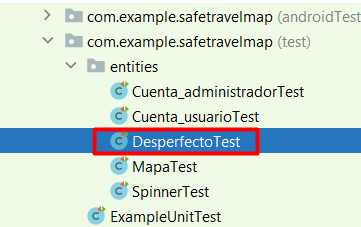 com.example.safetravelmap (androidTest
com.example.safetravelmap (test)
entities
Cuenta_administradorTest
Cuenta_usuarioTest
DesperfectoTest
MapaTest
SpinnerTest
ExampleUnitTest